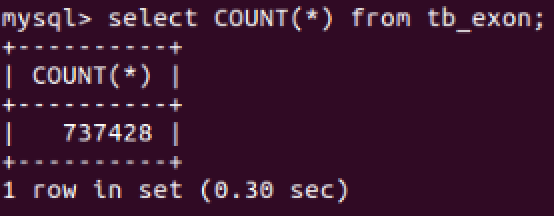 mysql> select COUNT(*) from tb_exon;
+----------+
| COUNT(*) |
+----------+
|   737428 |
+----------+
1 row in set (0.30 sec)